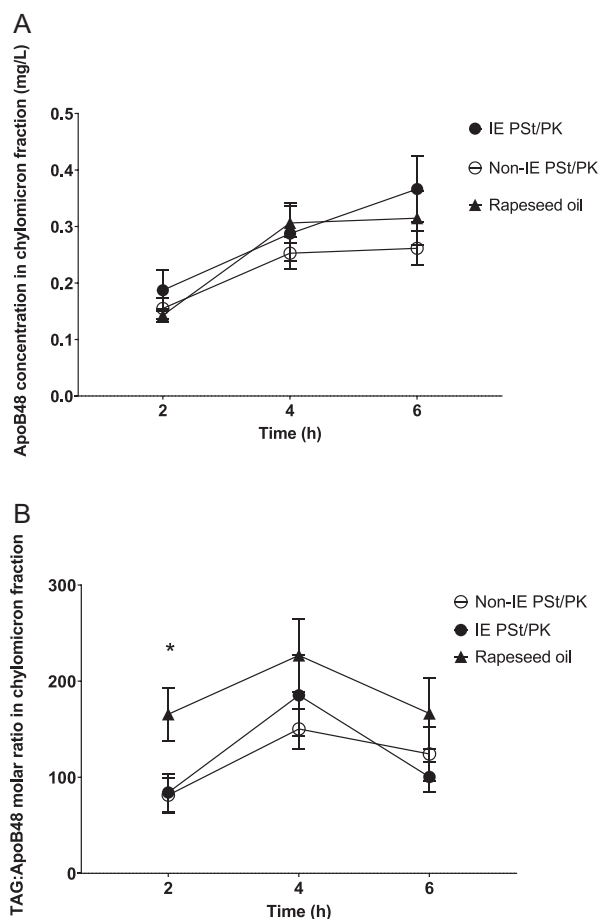 A
ApoB48 concentration in chylomicron fraction (mg/L)
0.5
0.4
0.3
0.2
0.1
0.0
2
4
6
Time (h)
IE PSt/PK
Non-IE PSt/PK
Rapeseed oil
B
TAG:ApoB48 molar ratio in chylomicron fraction
300
200
100
0
*
2
4
6
Time (h)
Non-IE PSt/PK
IE PSt/PK
Rapeseed oil